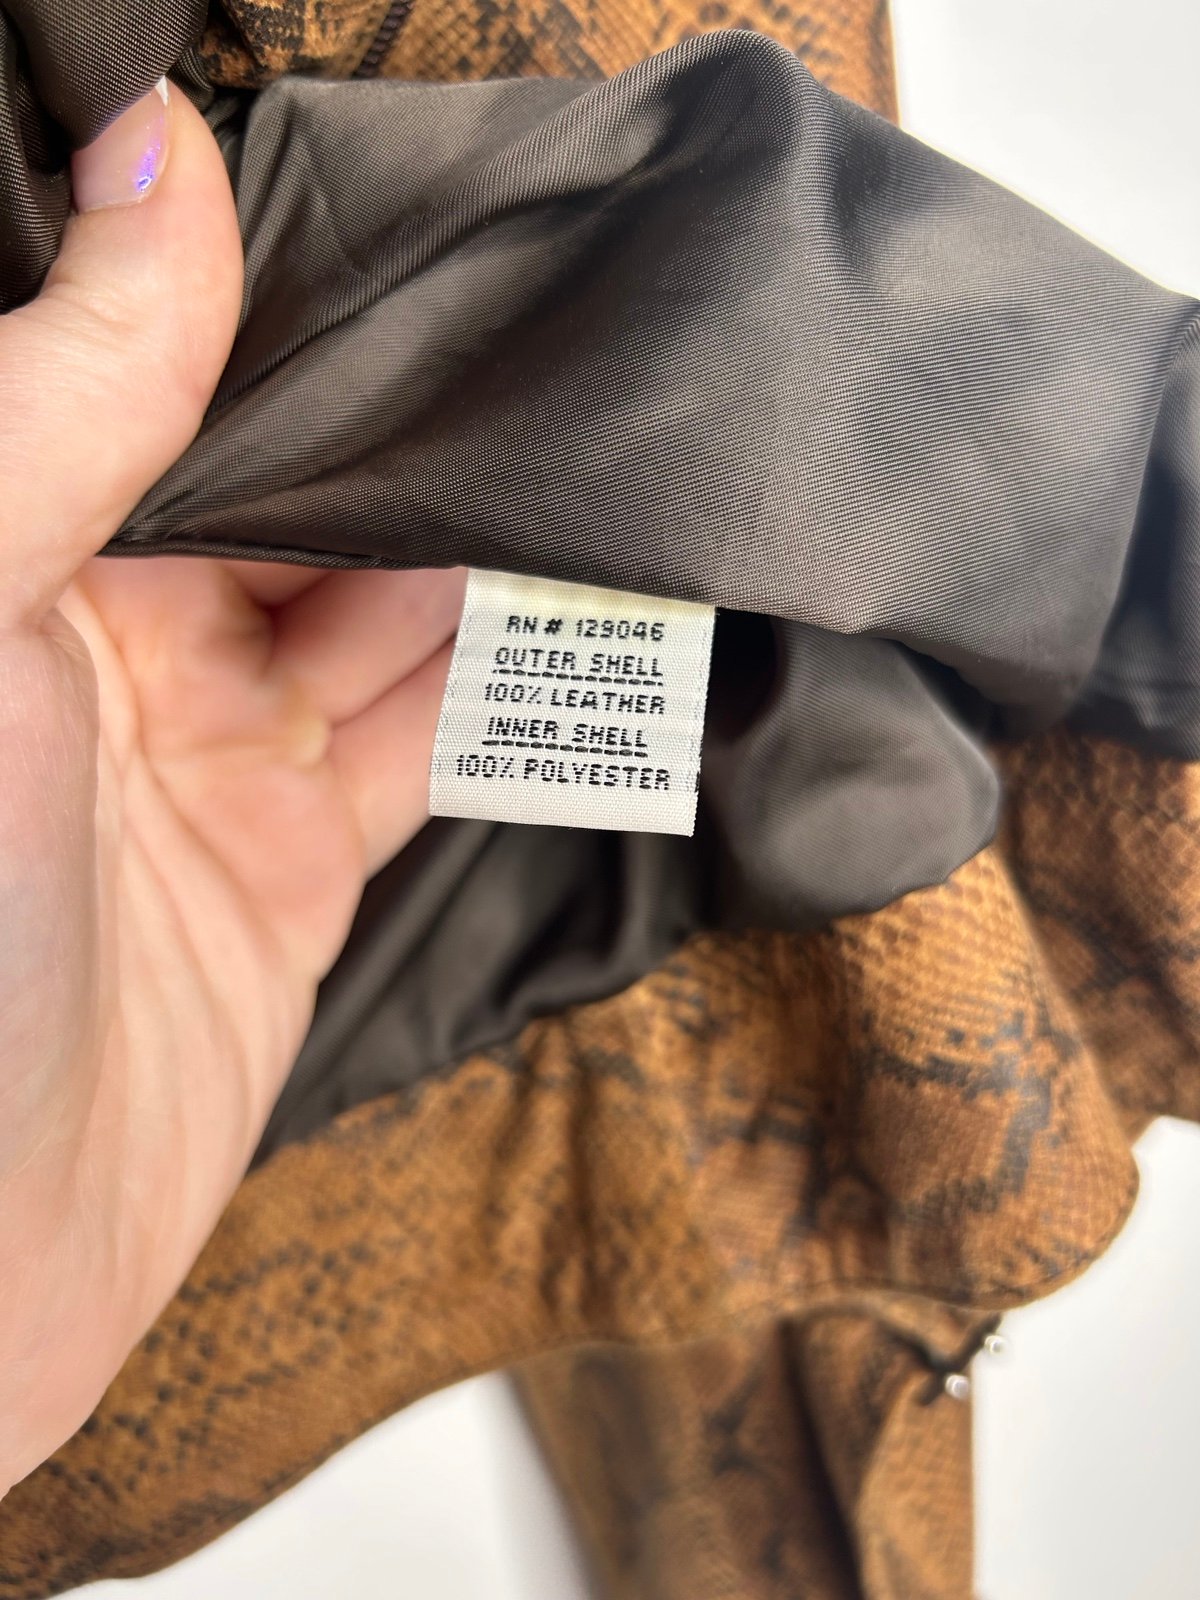 RN # 129046
OUTER SHELL
100% LEATHER
INNER SHELL
100% POLYESTER